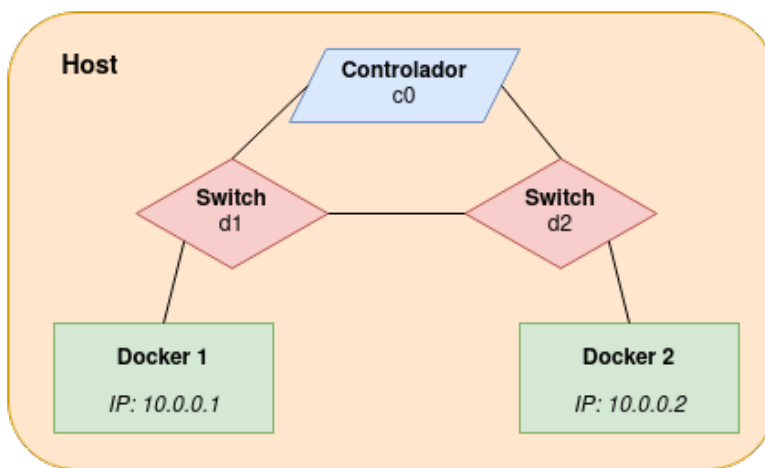 Host
Controlador
c0
Switch
d1
Switch
d2
Docker 1
IP: 10.0.0.1
Docker 2
IP: 10.0.0.2